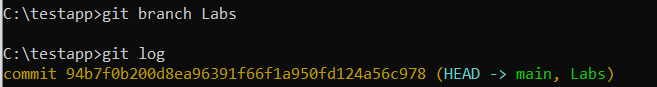 C:\testapp>git branch Labs
C:\testapp>git log
commit 94b7f0b200d8ea96391f66f1a950fd124a56c978 (HEAD -> main, Labs)